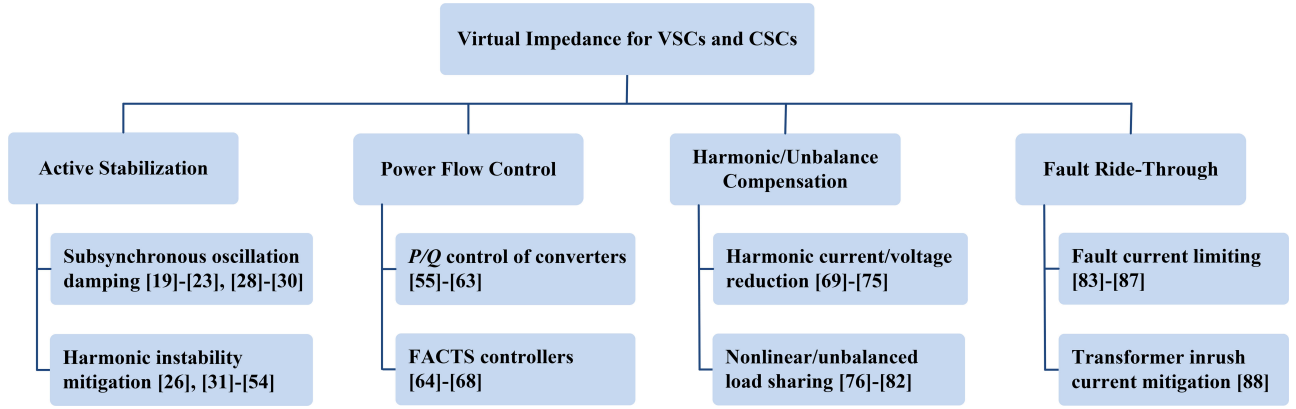 Virtual Impedance for VSCs and CSCs
Active Stabilization
Subsynchronous oscillation
damping [19]-[23], [28]-[30]
Harmonic instability
mitigation [26], [31]-[54]
Power Flow Control
P/Q control of converters
[55]-[63]
FACTS controllers
[64]-[68]
Harmonic/Unbalance
Compensation
Harmonic current/voltage
reduction [69]-[75]
Nonlinear/unbalanced
load sharing [76]-[82]
Fault Ride-Through
Fault current limiting
[83]-[87]
Transformer inrush
current mitigation [88]